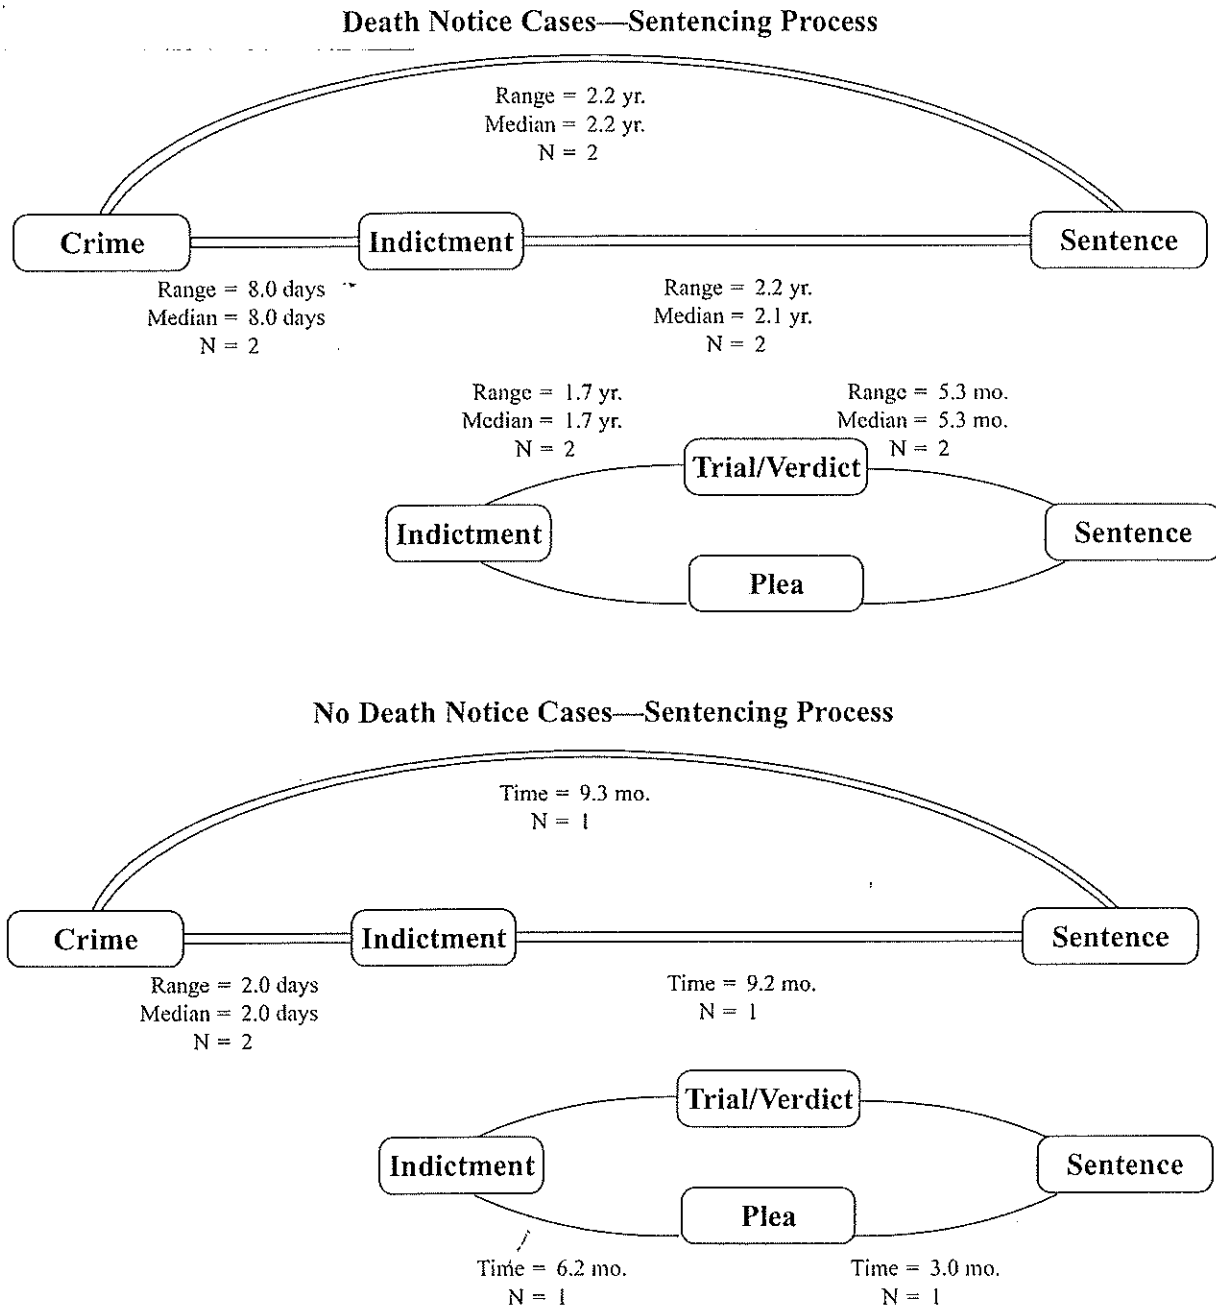 Death Notice Cases—Sentencing Process
Range = 2.2 yr.
Median = 2.2 yr.
N = 2
Crime
Indictment
Sentence
Range = 8.0 days
Median = 8.0 days
N = 2
Range = 2.2 yr.
Median = 2.1 yr.
N = 2
Range = 1.7 yr.
Median = 1.7 yr.
N = 2
Range = 5.3 mo.
Median = 5.3 mo.
N = 2
Trial/Verdict
Indictment
Sentence
Plea
No Death Notice Cases—Sentencing Process
Time = 9.3 mo.
N = 1
Crime
Indictment
Sentence
Range = 2.0 days
Median = 2.0 days
N = 2
Time = 9.2 mo.
N = 1
Trial/Verdict
Indictment
Sentence
Plea
Time = 6.2 mo.
N = 1
Time = 3.0 mo.
N = 1